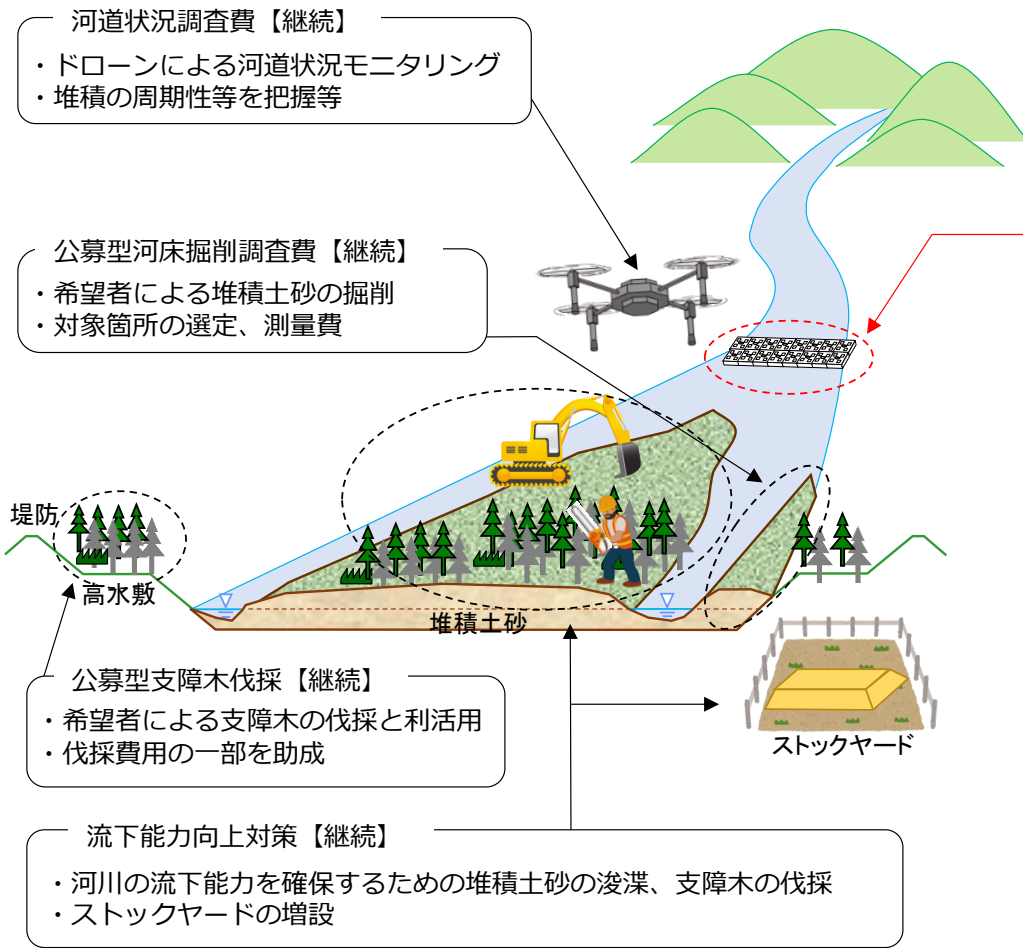 河道状況調査費【継続】
・ドローンによる河道状況モニタリング
・堆積の周期性等を把握等
公募型河床掘削調査費【継続】
・希望者による堆積土砂の掘削
・対象箇所の選定、測量費
堤防
高水敷
堆積土砂
公募型支障木伐採【継続】
・希望者による支障木の伐採と利活用
・伐採費用の一部を助成
ストックヤード
流下能力向上対策【継続】
・河川の流下能力を確保するための堆積土砂の浚渫、支障木の伐採
・ストックヤードの増設